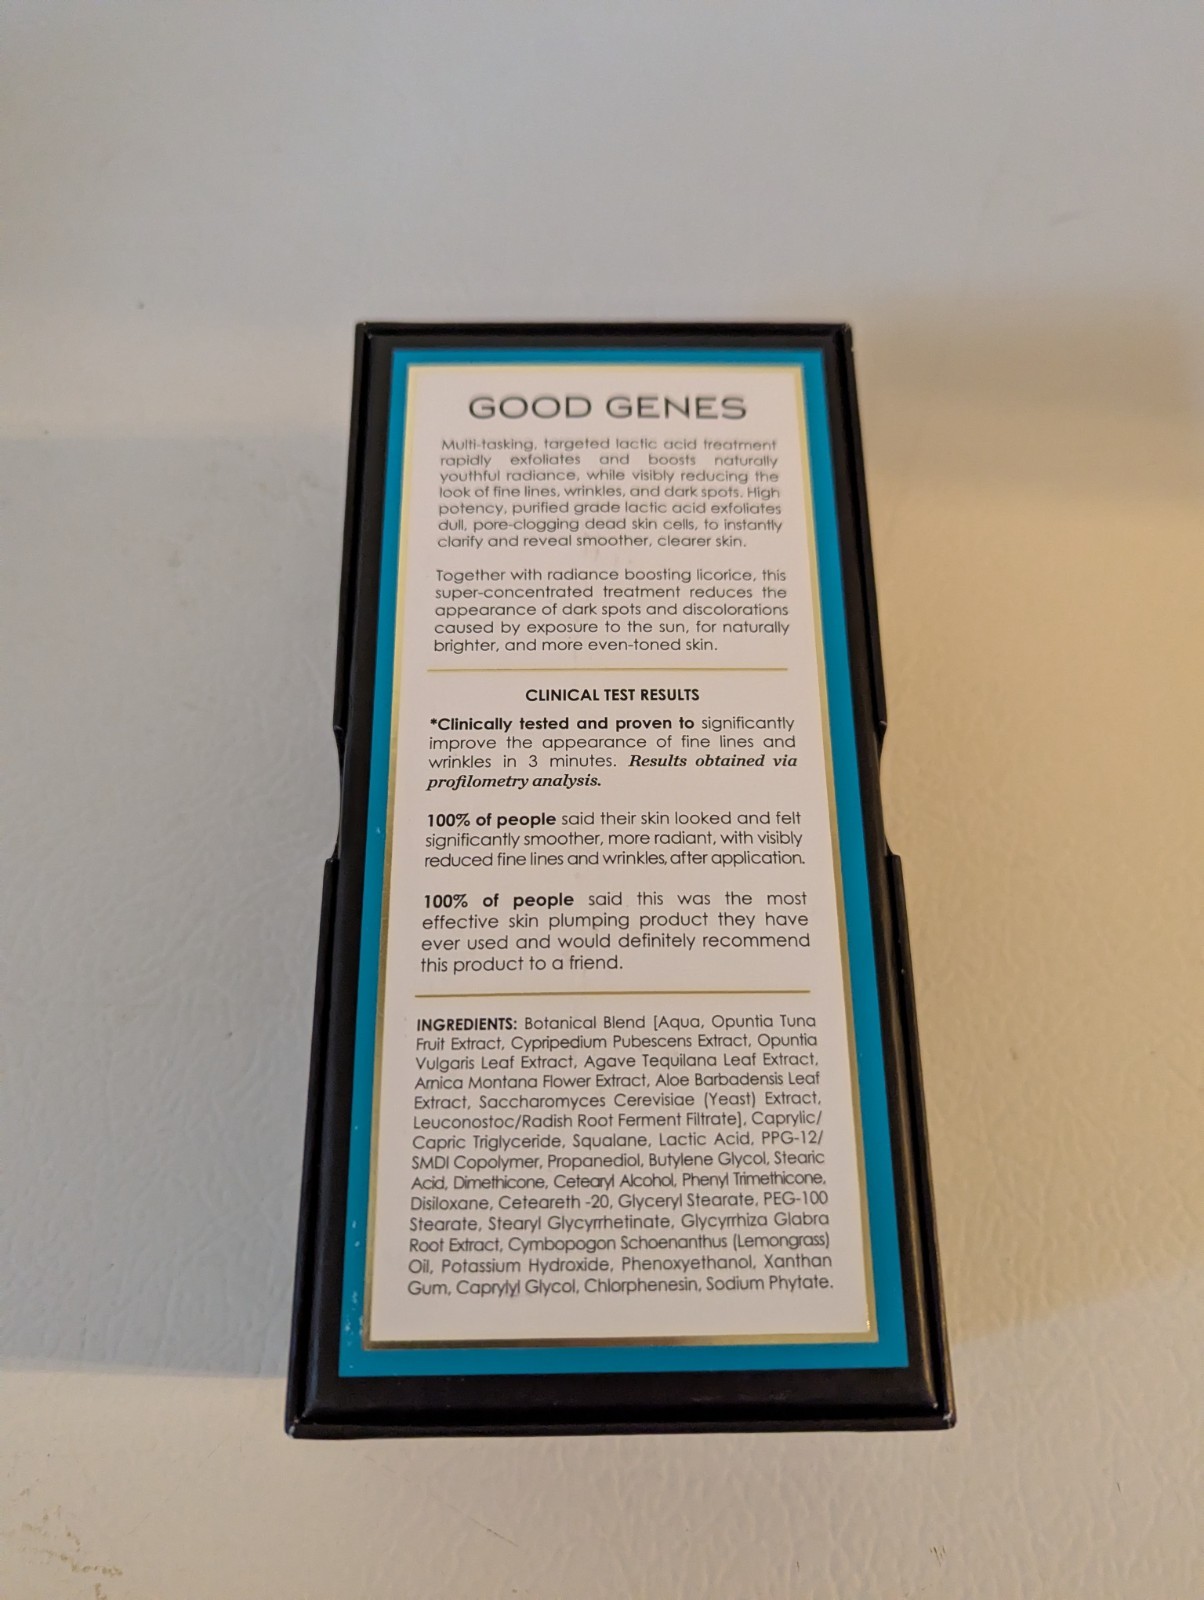 GOOD GENES
Multi-tasking, targeted lactic acid treatment
rapidly exfoliates and boosts naturally
youthful radiance, while visibly reducing the
look of fine lines, wrinkles, and dark spots. High
potency, purified grade lactic acid exfoliates
dull, pore-clogging dead skin cells, to instantly
clarify and reveal smoother, clearer skin.
Together with radiance boosting licorice, this
super-concentrated treatment reduces the
appearance of dark spots and discolorations
caused by exposure to the sun, for naturally
brighter, and more even-toned skin.
CLINICAL TEST RESULTS
*Clinically tested and proven to significantly
improve the appearance of fine lines and
wrinkles in 3 minutes. Results obtained via
profilometry analysis.
100% of people said their skin looked and felt
significantly smoother, more radiant, with visibly
reduced fine lines and wrinkles, after application.
100% of people said this was the most
effective skin plumping product they have
ever used and would definitely recommend
this product to a friend.
INGREDIENTS: Botanical Blend [Aqua, Opuntia Tuna
Fruit Extract, Cypripedium Pubescens Extract, Opuntia
Vulgaris Leaf Extract, Agave Tequilana Leaf Extract,
Arnica Montana Flower Extract, Aloe Barbadensis Leaf
Extract, Saccharomyces Cerevisiae (Yeast) Extract,
Leuconostoc/Radish Root Ferment Filtrate], Caprylic/
Capric Triglyceride, Squalane, Lactic Acid, PPG-12/
SMDI Copolymer, Propanediol, Butylene Glycol, Stearic
Acid, Dimethicone, Cetearyl Alcohol, Phenyl Trimethicone,
Disiloxane, Ceteareth -20, Glyceryl Stearate, PEG-100
Stearate, Stearyl Glycyrrhetinate, Glycyrrhiza Glabra
Root Extract, Cymbopogon Schoenanthus (Lemongrass)
Oil, Potassium Hydroxide, Phenoxyethanol, Xanthan
Gum, Caprylyl Glycol, Chlorphenesin, Sodium Phytate.